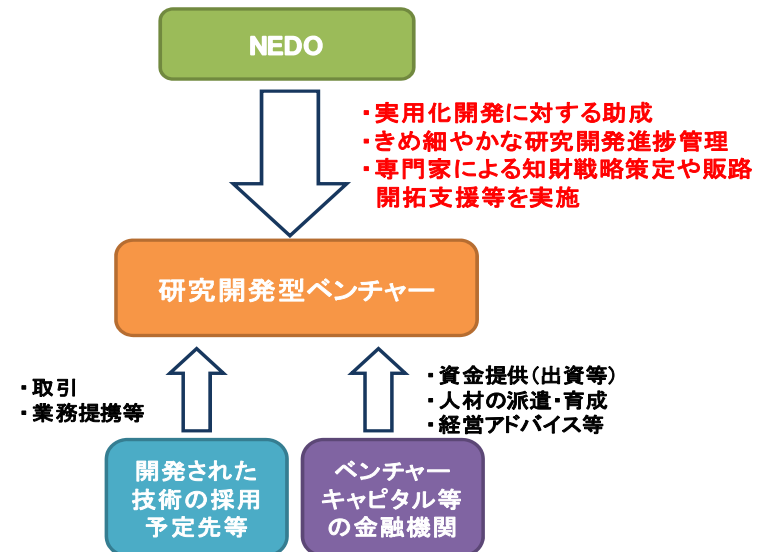 NEDO
・実用化開発に対する助成
・きめ細やかな研究開発進捗管理
・専門家による知財戦略策定や販路
開拓支援等を実施
研究開発型ベンチャー
・取引
・業務提携等
・資金提供(出資等)
・人材の派遣・育成
・経営アドバイス等
開発された
技術の採用
予定先等
ベンチャー
キャピタル等
の金融機関